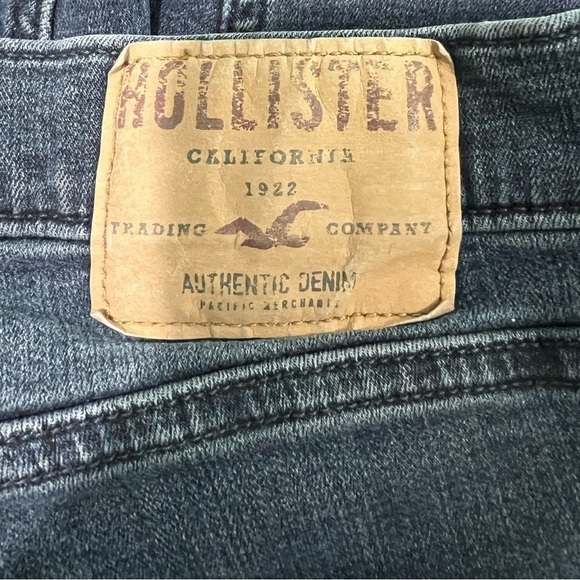 HOLLISTER
CALIFORNIA
1922
TRADING COMPANY
AUTHENTIC DENIM
PACIFIC MERCHANTS